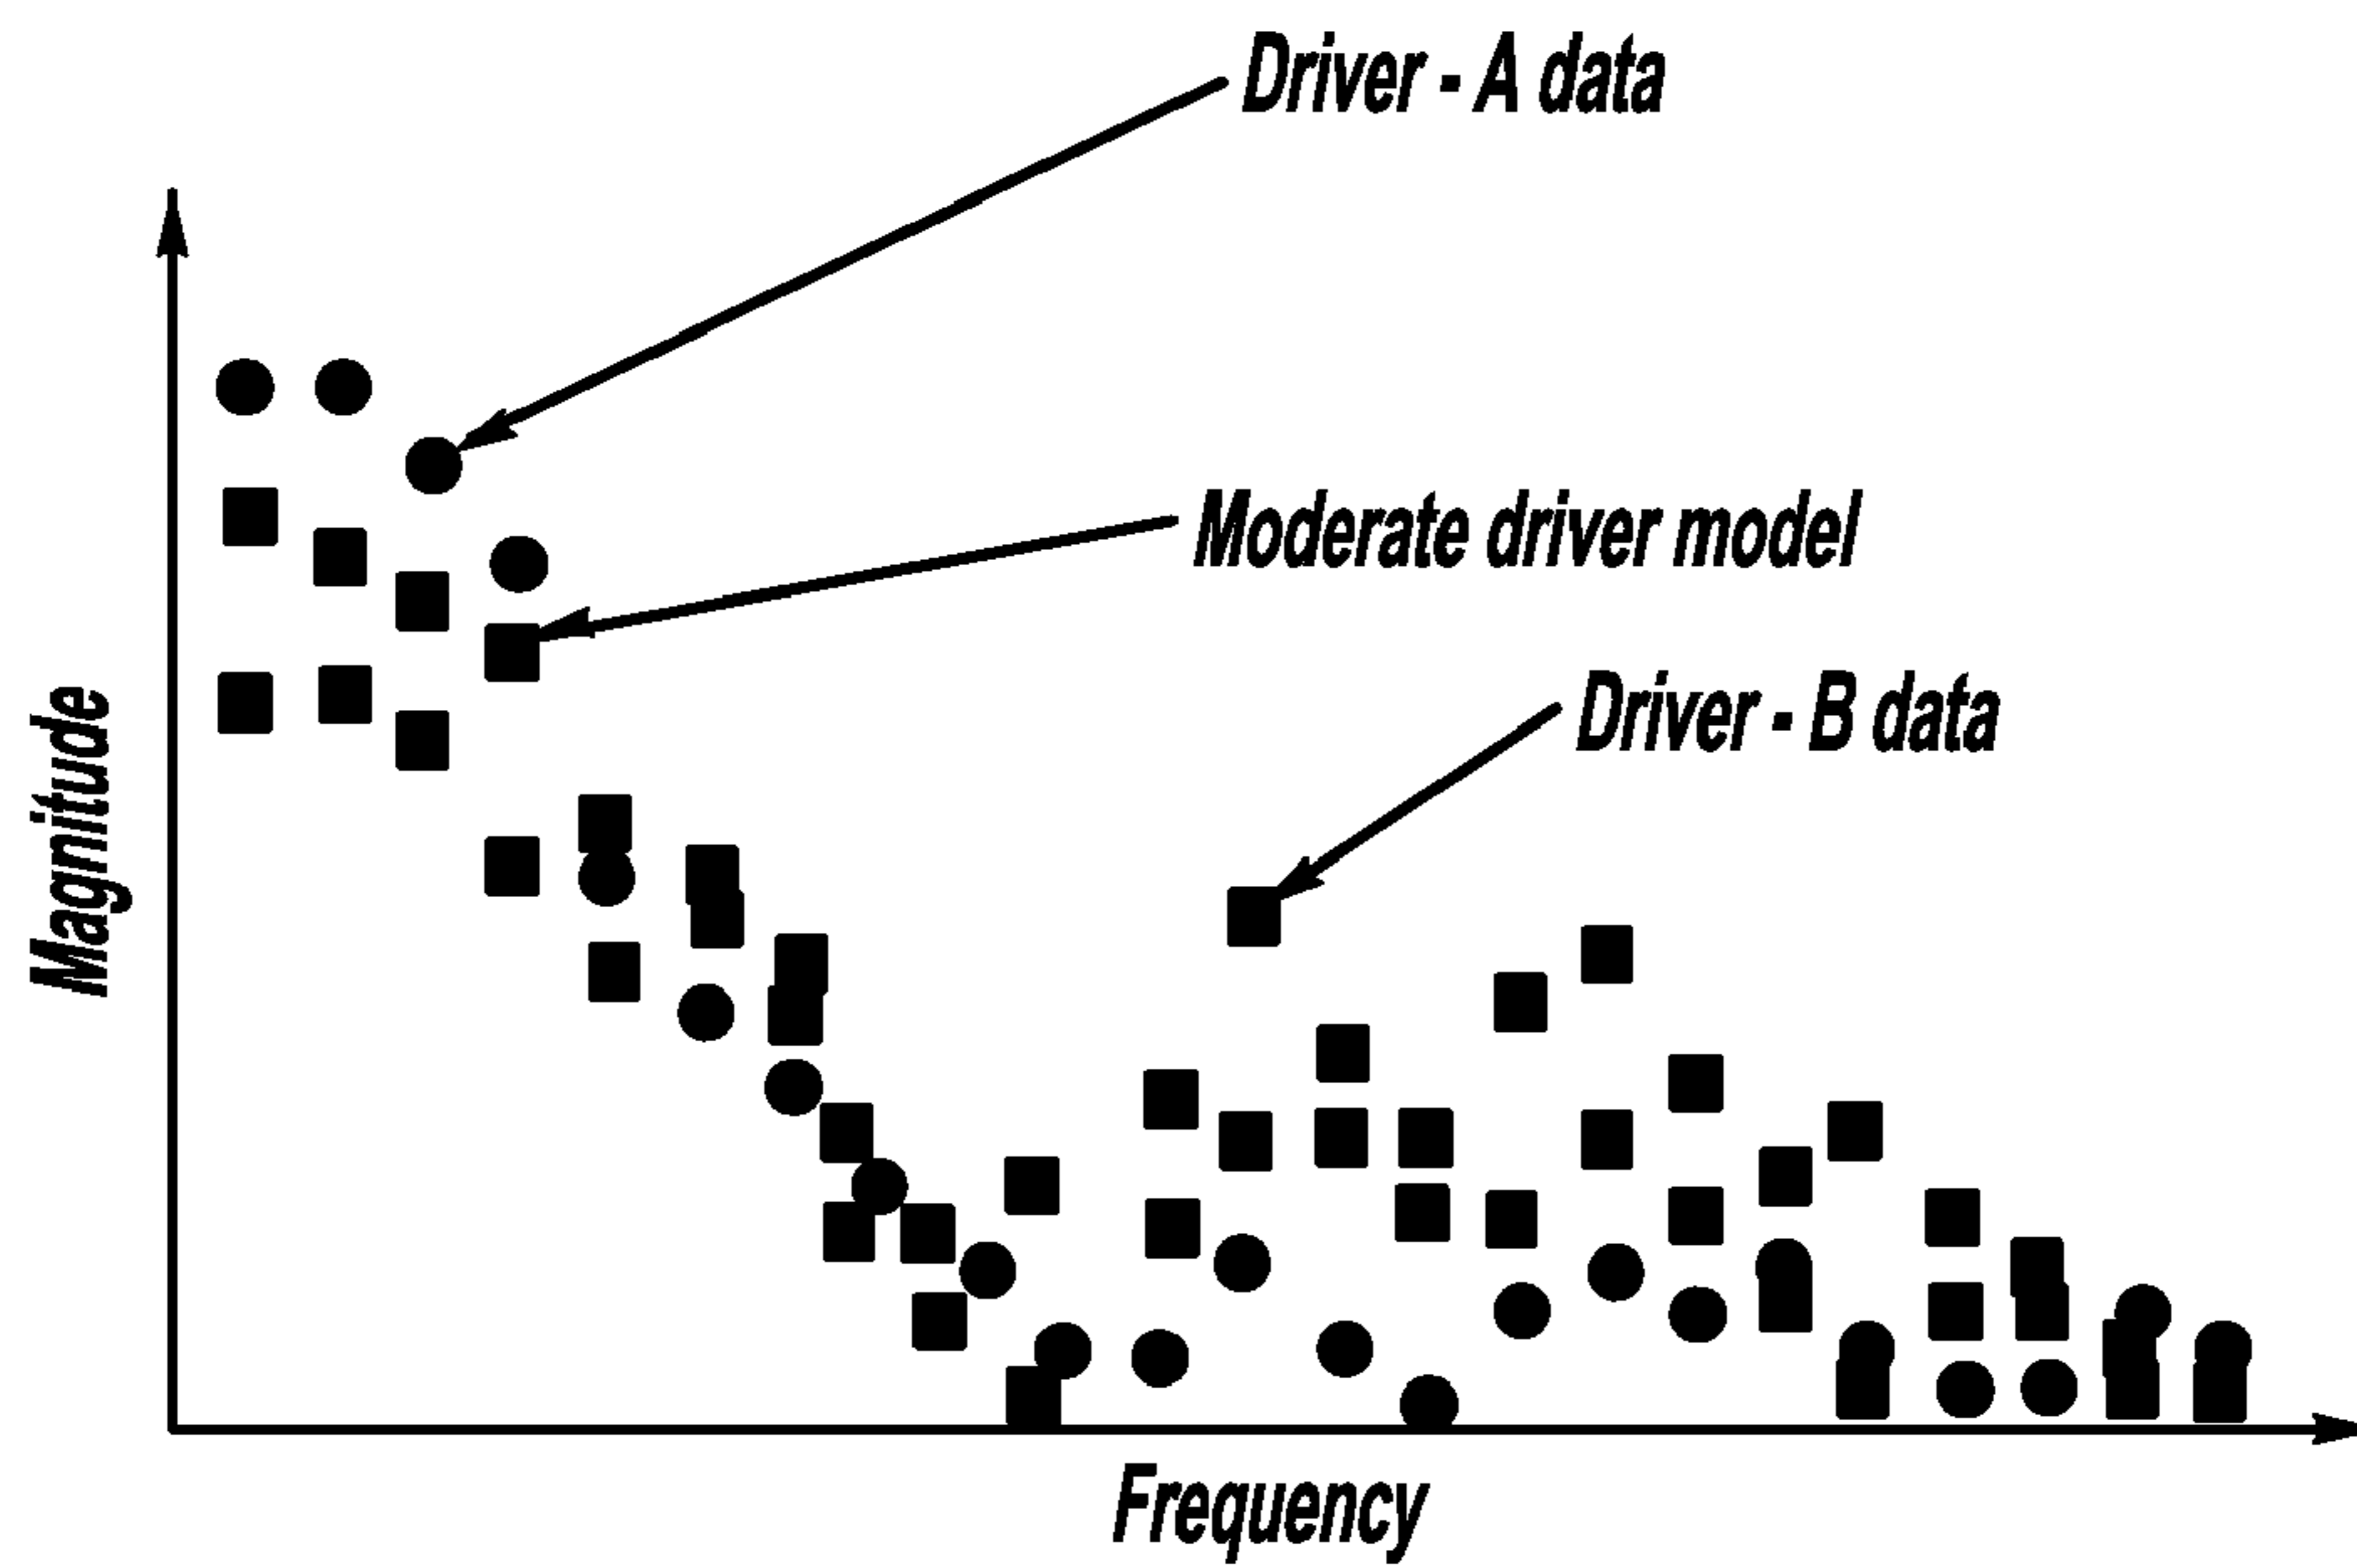 Driver - A data
Moderate driver model
Driver - B data
Magnitude
Frequency